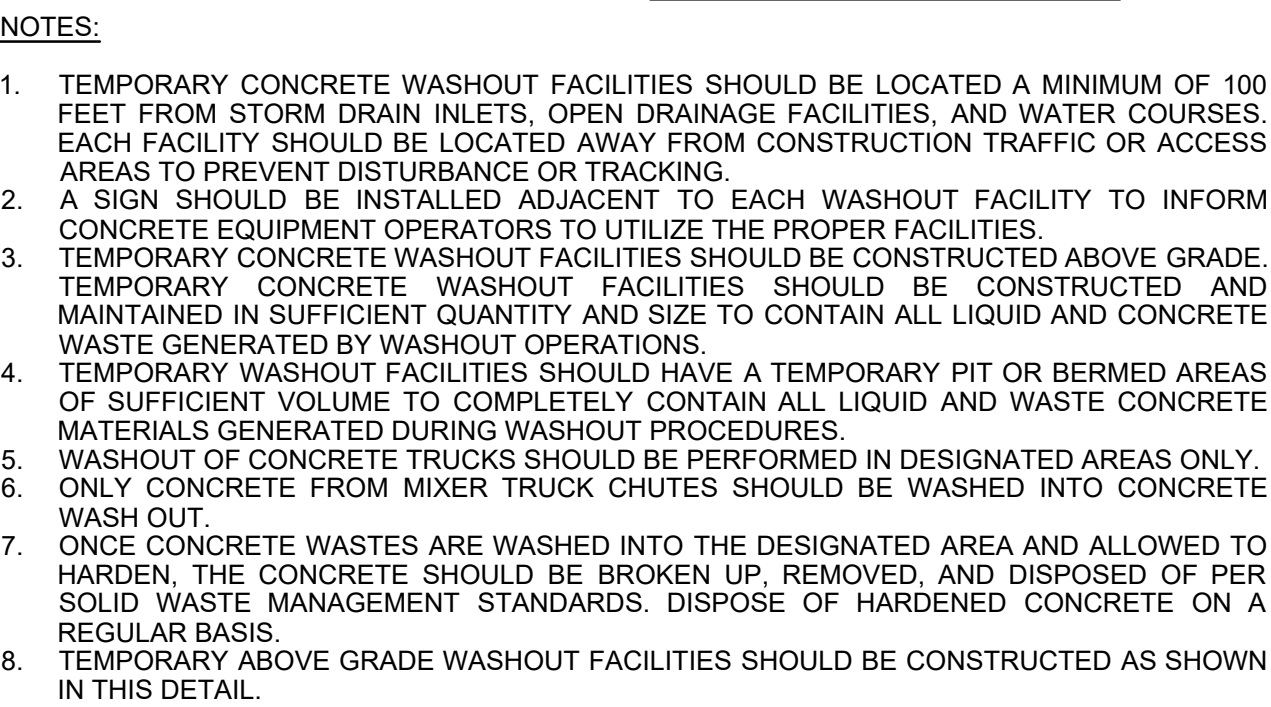 NOTES:
1. TEMPORARY CONCRETE WASHOUT FACILITIES SHOULD BE LOCATED A MINIMUM OF 100
FEET FROM STORM DRAIN INLETS, OPEN DRAINAGE FACILITIES, AND WATER COURSES.
EACH FACILITY SHOULD BE LOCATED AWAY FROM CONSTRUCTION TRAFFIC OR ACCESS
AREAS TO PREVENT DISTURBANCE OR TRACKING.
2. A SIGN SHOULD BE INSTALLED ADJACENT TO EACH WASHOUT FACILITY TO INFORM
CONCRETE EQUIPMENT OPERATORS TO UTILIZE THE PROPER FACILITIES.
3. TEMPORARY CONCRETE WASHOUT FACILITIES SHOULD BE CONSTRUCTED ABOVE GRADE.
TEMPORARY CONCRETE WASHOUT FACILITIES SHOULD BE CONSTRUCTED AND
MAINTAINED IN SUFFICIENT QUANTITY AND SIZE TO CONTAIN ALL LIQUID AND CONCRETE
WASTE GENERATED BY WASHOUT OPERATIONS.
4. TEMPORARY WASHOUT FACILITIES SHOULD HAVE A TEMPORARY PIT OR BERMED AREAS
OF SUFFICIENT VOLUME TO COMPLETELY CONTAIN ALL LIQUID AND WASTE CONCRETE
MATERIALS GENERATED DURING WASHOUT PROCEDURES.
5. WASHOUT OF CONCRETE TRUCKS SHOULD BE PERFORMED IN DESIGNATED AREAS ONLY.
6. ONLY CONCRETE FROM MIXER TRUCK CHUTES SHOULD BE WASHED INTO CONCRETE
WASH OUT.
7. ONCE CONCRETE WASTES ARE WASHED INTO THE DESIGNATED AREA AND ALLOWED TO
HARDEN, THE CONCRETE SHOULD BE BROKEN UP, REMOVED, AND DISPOSED OF PER
SOLID WASTE MANAGEMENT STANDARDS. DISPOSE OF HARDENED CONCRETE ON A
REGULAR BASIS.
8. TEMPORARY ABOVE GRADE WASHOUT FACILITIES SHOULD BE CONSTRUCTED AS SHOWN
IN THIS DETAIL.